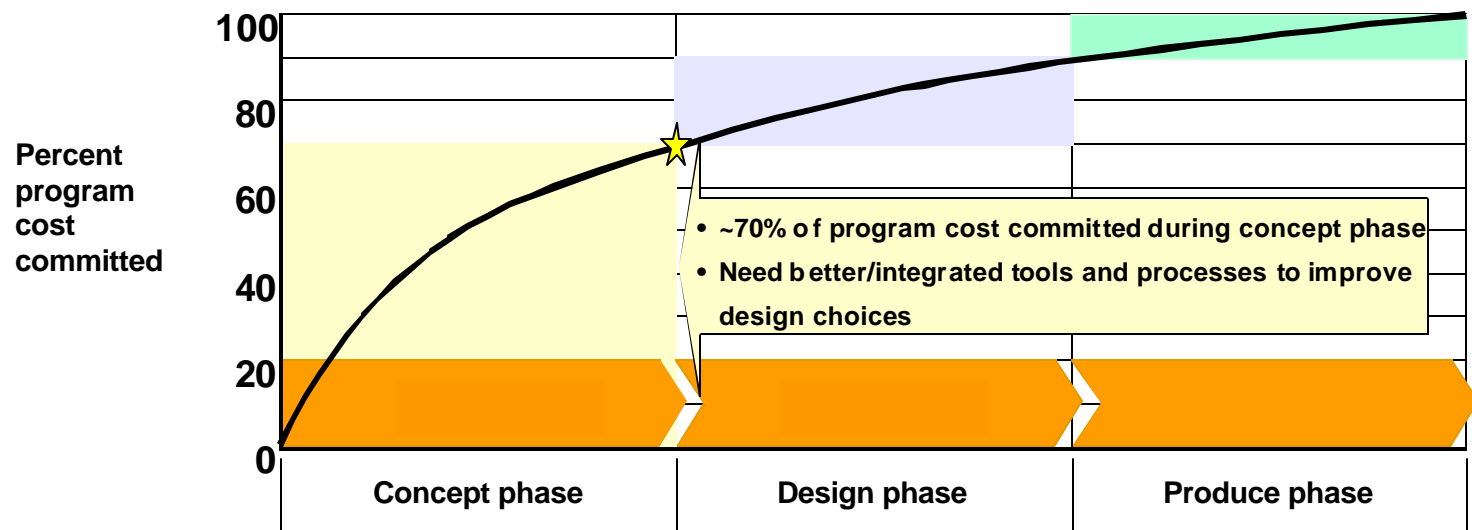 100
80
60
40
20
0
Percent
program
cost
committed
• ~70% of program cost committed during concept phase
• Need better/integrated tools and processes to improve
design choices
Concept phase
Design phase
Produce phase